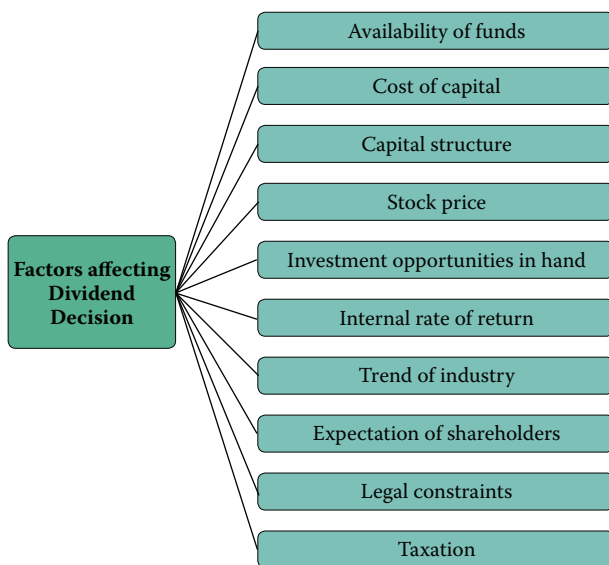 Availability of funds
Cost of capital
Capital structure
Stock price
Factors affecting
Dividend
Decision
Investment opportunities in hand
Internal rate of return
Trend of industry
Expectation of shareholders
Legal constraints
Taxation